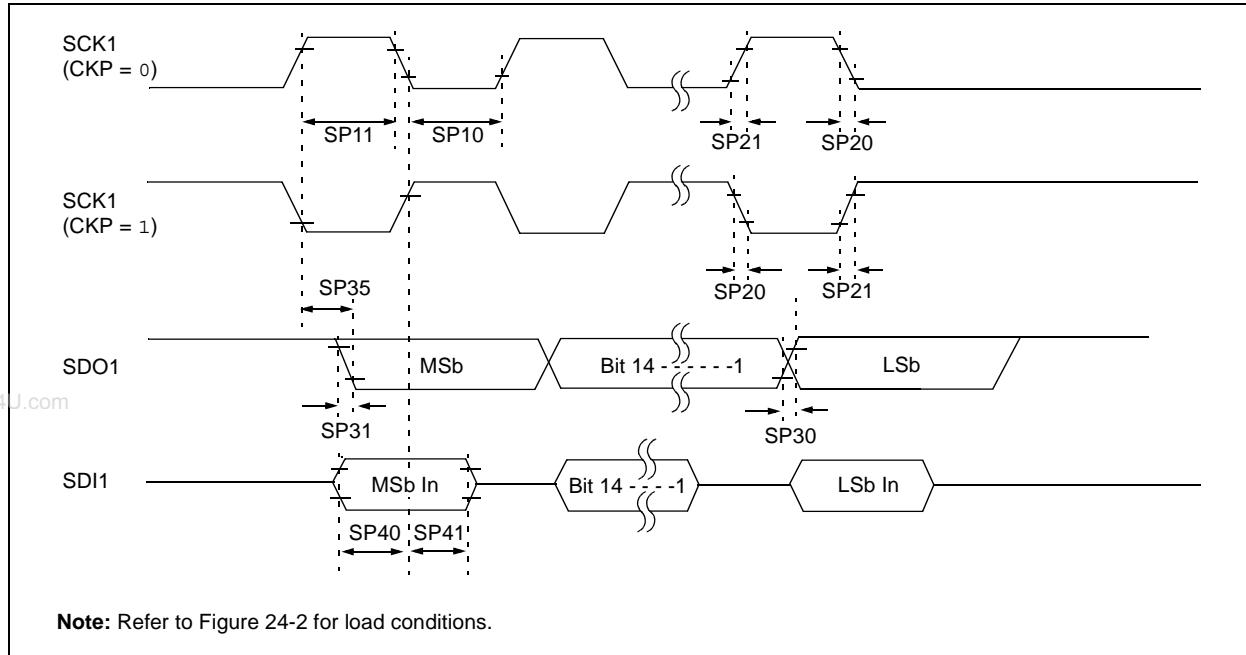 SCK1
(CKP = 0)
SP11
SP10
SP21
SP20
SCK1
(CKP = 1)
SP35
SP20
SP21
SDO1
MSb
Bit 14 - - - - - -1
LSb
4U.com
SP31
SP30
SDI1
MSb In
Bit 14 - - - -1
LSb In
SP40
SP41
Note: Refer to Figure 24-2 for load conditions.